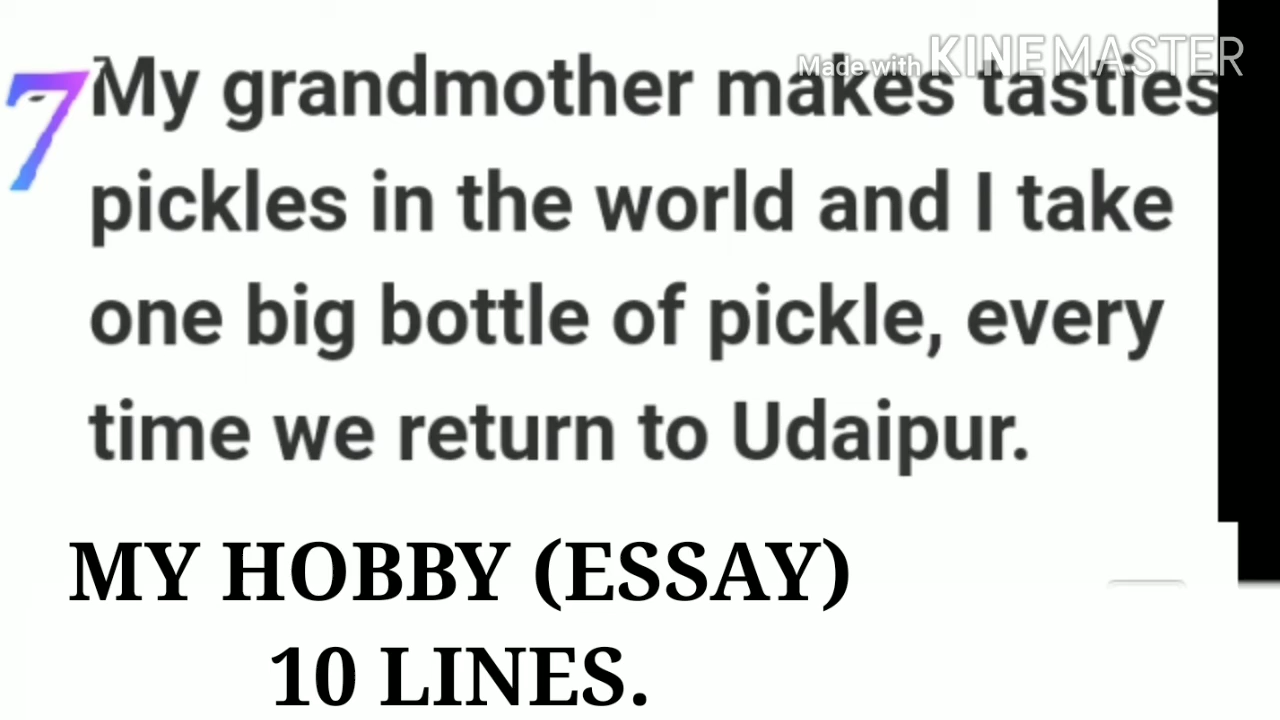 Made with KINEMASTER
7 My grandmother makes tasties
pickles in the world and I take
one big bottle of pickle, every
time we return to Udaipur.
MY HOBBY (ESSAY)
10 LINES.